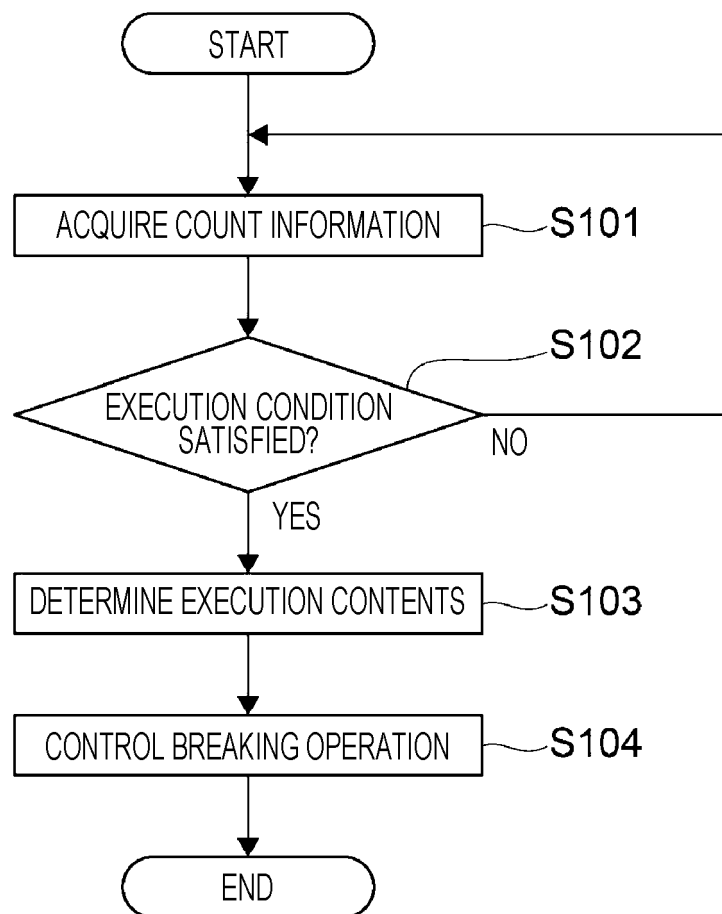 START
ACQUIRE COUNT INFORMATION
S101
S102
EXECUTION CONDITION
SATISFIED?
NO
YES
DETERMINE EXECUTION CONTENTS
S103
CONTROL BREAKING OPERATION
S104
END